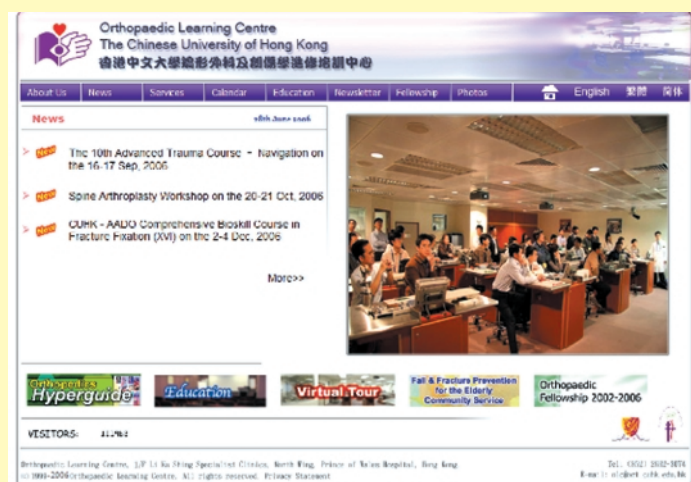 Orthopaedic Learning Centre
The Chinese University of Hong Kong
香港中文大學矯形外科及創傷學進修培訓中心
About Us News Services Calendar Education Newsletter Fellowship Photos English 繁體 简体
News
The 10th Advanced Trauma Course - Navigation on
the 16-17 Sep, 2006
Spine Arthroplasty Workshop on the 20-21 Oct, 2006
CUHK - AADO Comprehensive Bioskill Course in
Fracture Fixation (XVI) on the 2-4 Dec, 2006
More>>
Orthopedics
Hyperguide
Education
Virtual Tour
Fall & Fracture Prevention
for the Elderly
Community Service
Orthopaedic
Fellowship 2002-2006
VISITORS:
Orthopaedic Learning Centre, 1/F Li Ka Shing Specialist Clinics, North Wing, Prince of Wales Hospital, Hong Kong
2006 Orthopaedic Learning Centre. All rights reserved. Privacy Statement